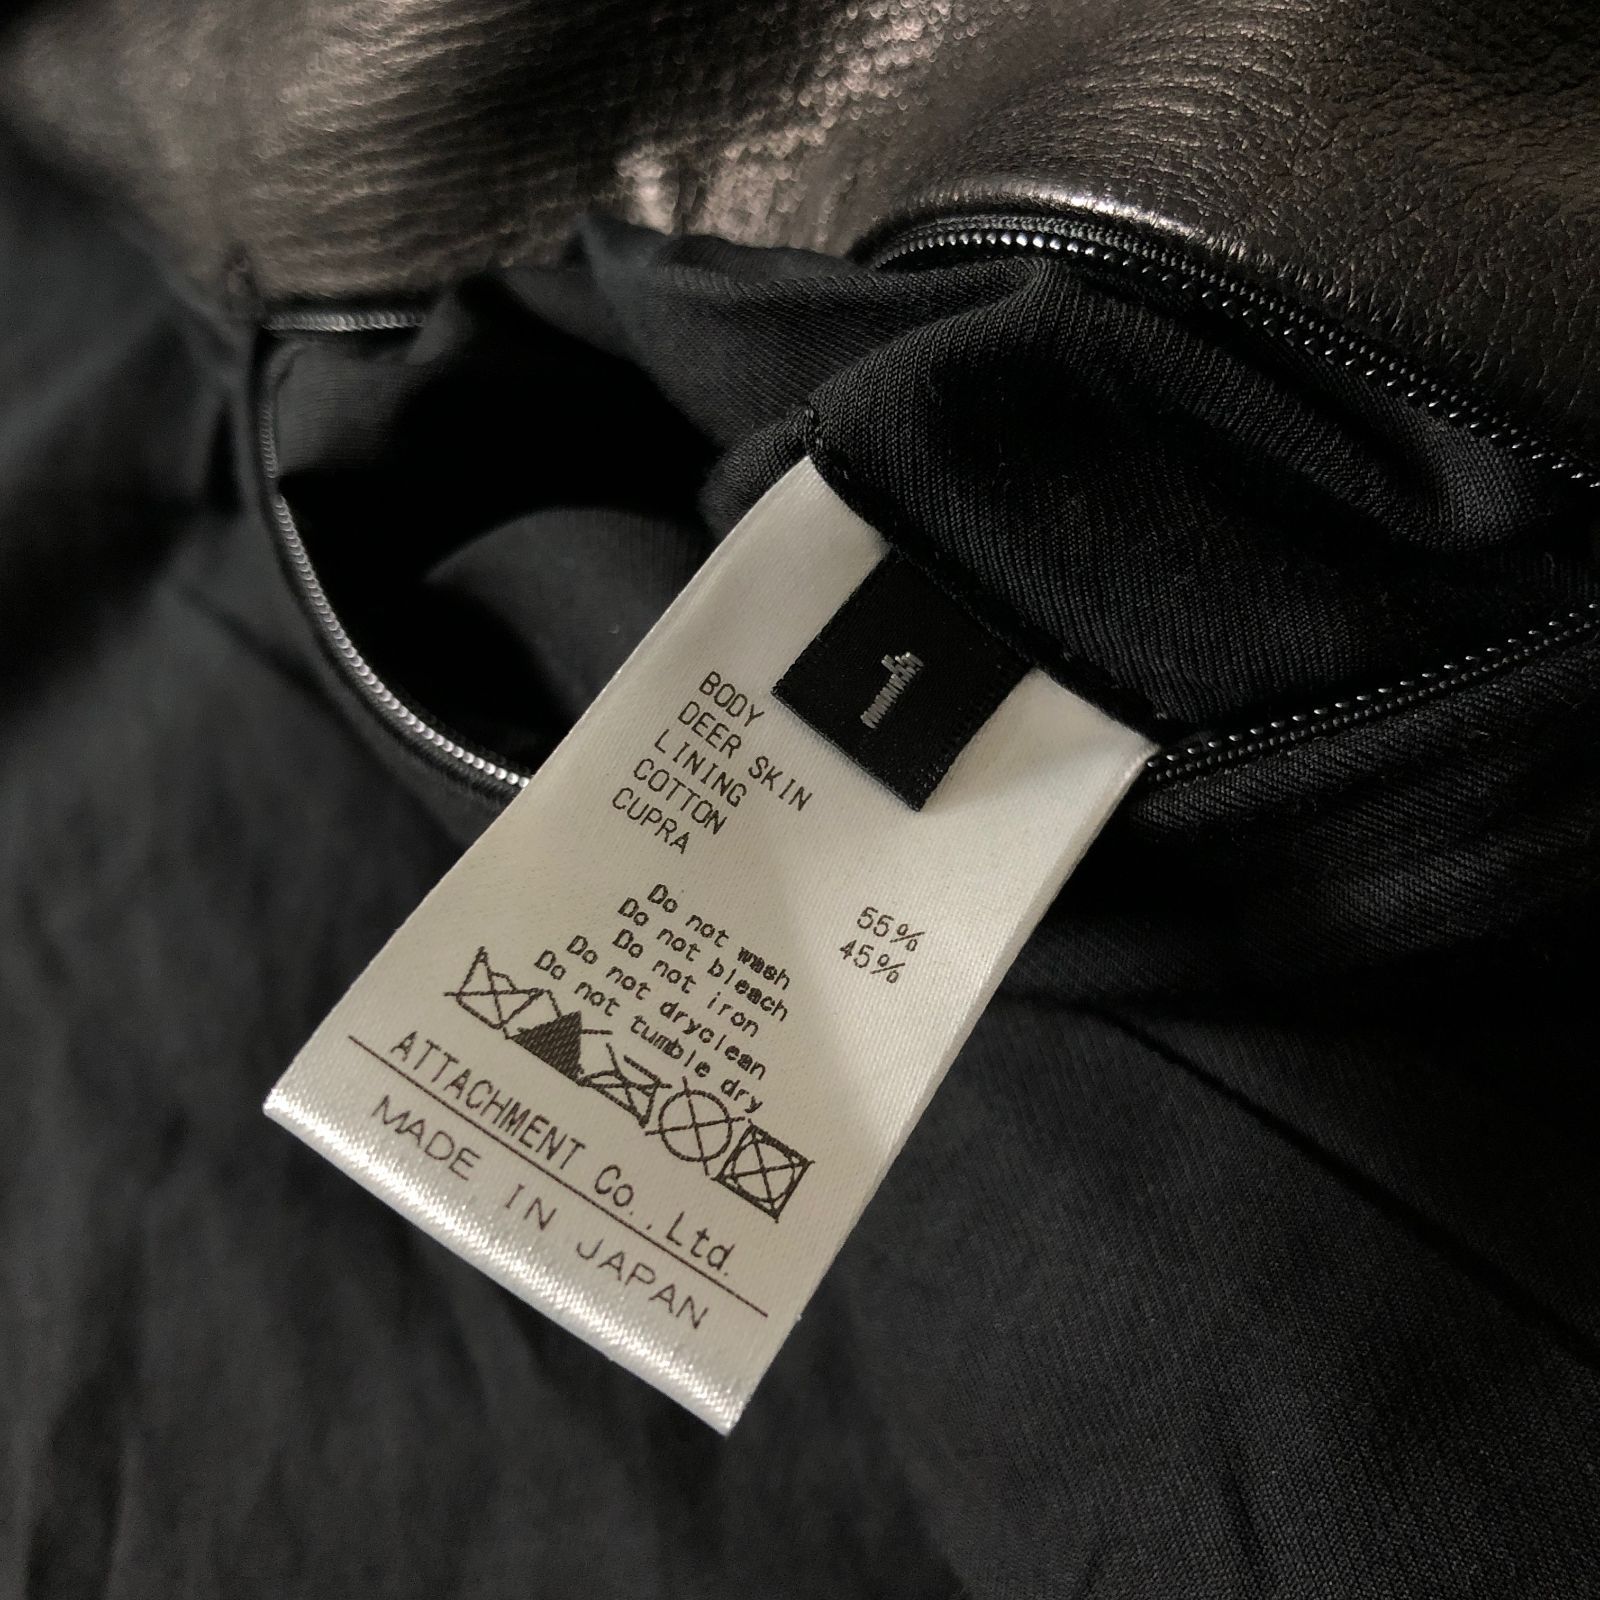 1
BODY
DEER SKIN
LINING
COTTON 55%
CUPRA 45%
Do not wash
Do not bleach
Do not iron
Do not dryclean
Do not tumble dry
ATTACHMENT Co., Ltd.
MADE IN JAPAN